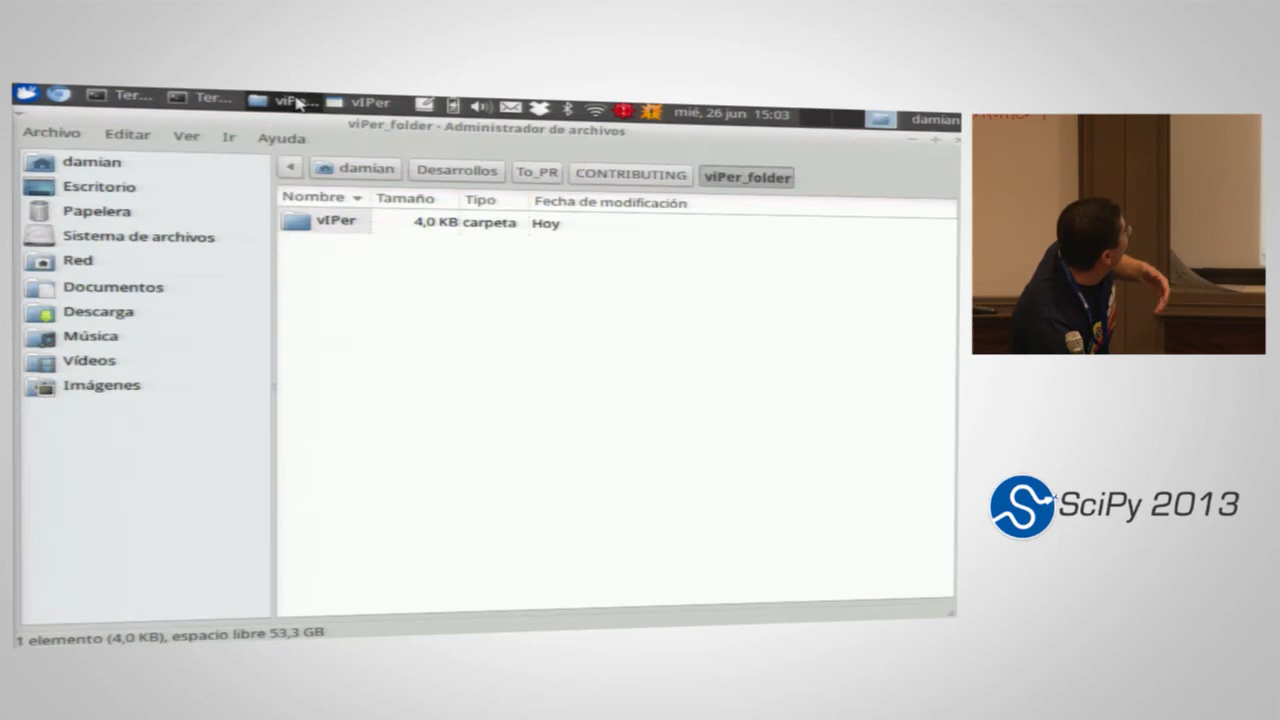 Ter... Ter... viPe... vIPer mié, 26 jun 15:03 damian
viPer_folder - Administrador de archivos
Archivo Editar Ver Ir Ayuda
damian Desarrollos To_PR CONTRIBUTING viPer_folder
Nombre Tamaño Tipo Fecha de modificación
vIPer 4,0 KB carpeta Hoy
damian
Escritorio
Papelera
Sistema de archivos
Red
Documentos
Descarga
Música
Vídeos
Imágenes
1 elemento (4,0 KB), espacio libre 53,3 GB
SciPy 2013